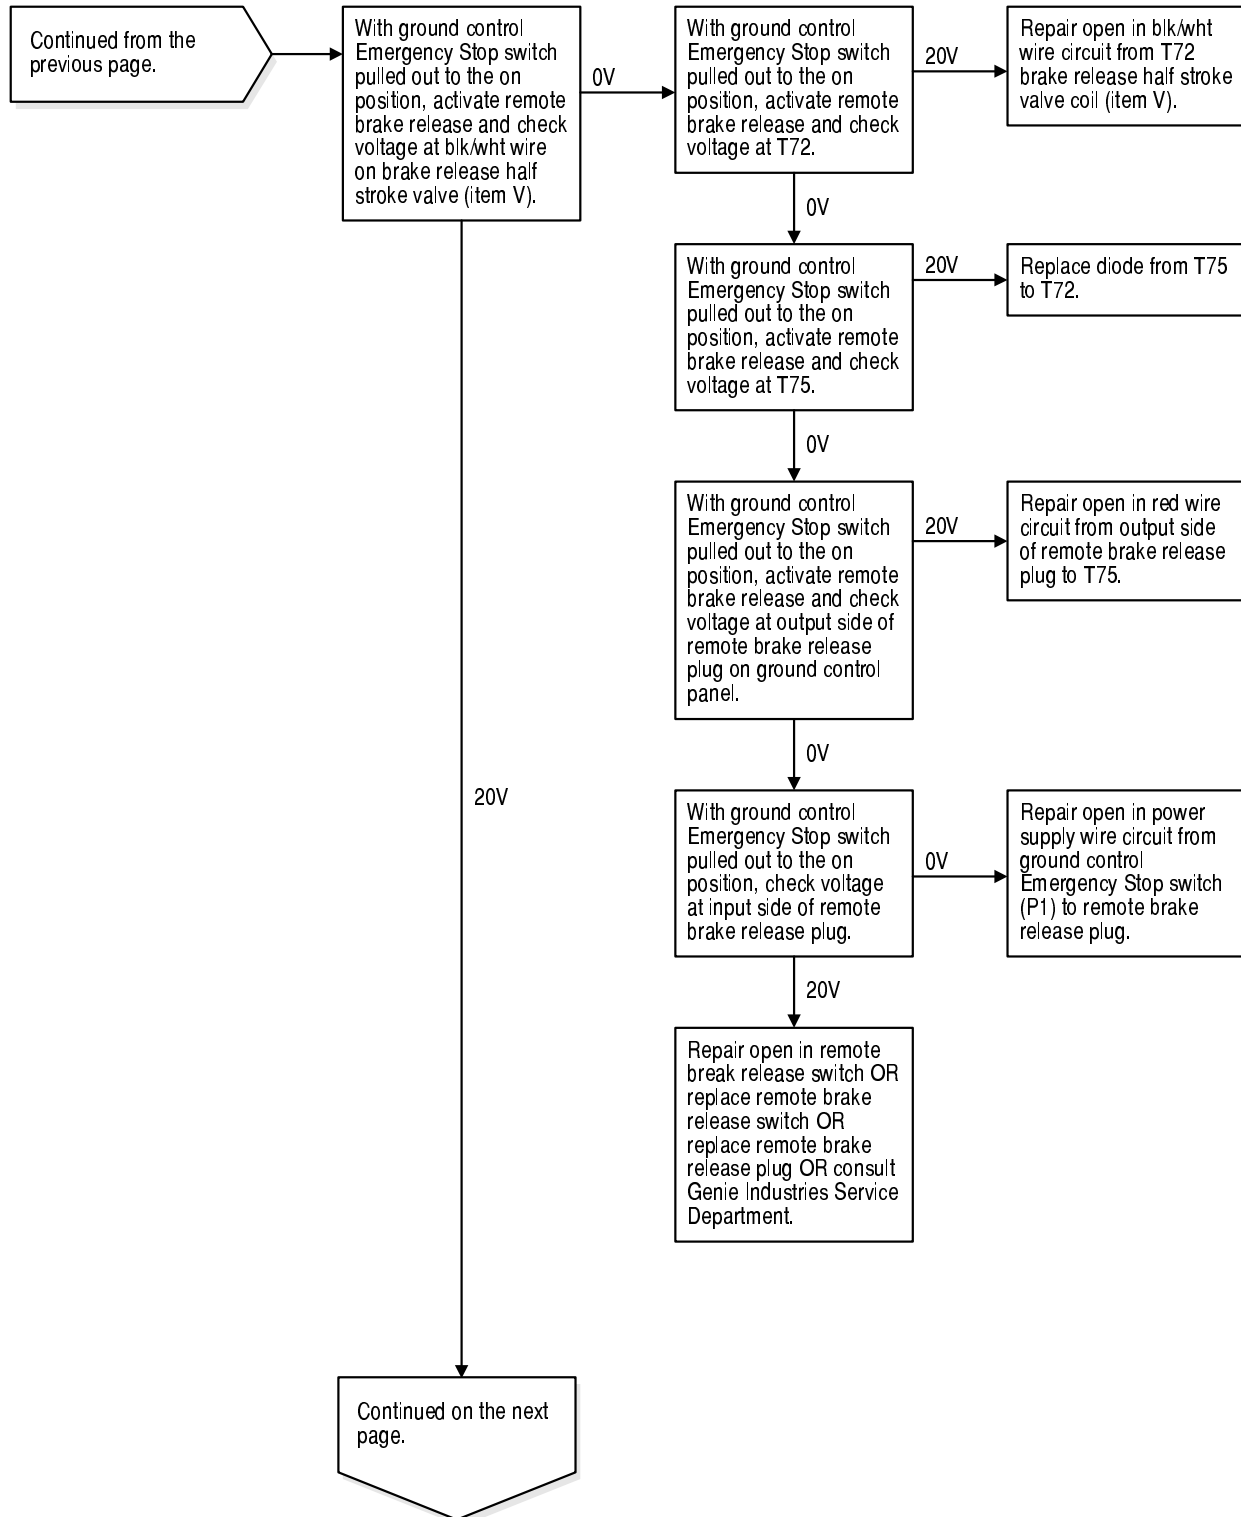 Continued from the
previous page.
With ground control
Emergency Stop switch
pulled out to the on
position, activate remote
brake release and check
voltage at blk/wht wire
on brake release half
stroke valve (item V).
0V
With ground control
Emergency Stop switch
pulled out to the on
position, activate remote
brake release and check
voltage at T72.
20V
Repair open in blk/wht
wire circuit from T72
brake release half stroke
valve coil (item V).
0V
With ground control
Emergency Stop switch
pulled out to the on
position, activate remote
brake release and check
voltage at T75.
20V
Replace diode from T75
to T72.
0V
With ground control
Emergency Stop switch
pulled out to the on
position, activate remote
brake release and check
voltage at output side of
remote brake release
plug on ground control
panel.
20V
Repair open in red wire
circuit from output side
of remote brake release
plug to T75.
0V
20V
With ground control
Emergency Stop switch
pulled out to the on
position, check voltage
at input side of remote
brake release plug.
0V
Repair open in power
supply wire circuit from
ground control
Emergency Stop switch
(P1) to remote brake
release plug.
20V
Repair open in remote
break release switch OR
replace remote brake
release switch OR
replace remote brake
release plug OR consult
Genie Industries Service
Department.
Continued on the next
page.